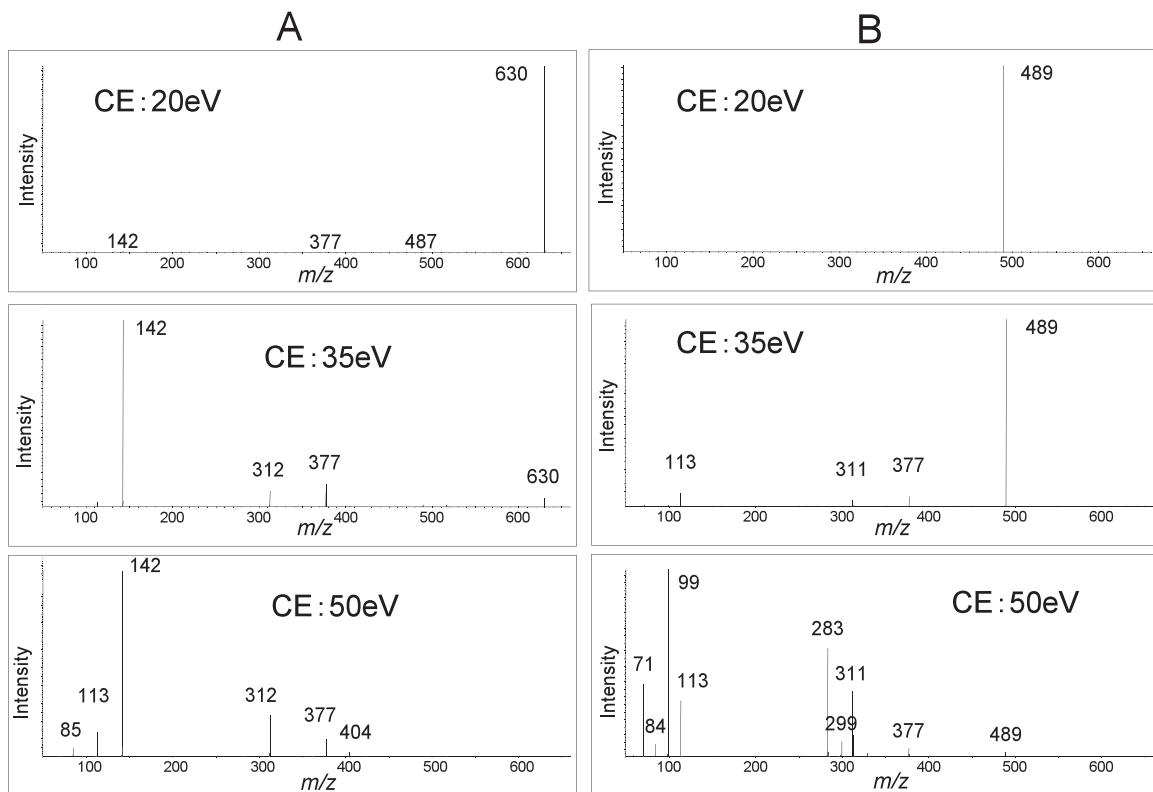 A
CE : 20eV
630
142
377
487
Intensity
100 200 300 400 500 600
m/z
142
CE : 35eV
312
377
630
Intensity
100 200 300 400 500 600
m/z
142
CE : 50eV
113
85
312
377
404
Intensity
100 200 300 400 500 600
m/z
B
489
CE : 20eV
Intensity
100 200 300 400 500 600
m/z
489
CE : 35eV
113
311
377
Intensity
100 200 300 400 500 600
m/z
99
CE : 50eV
283
71
113
311
84
299
377
489
Intensity
100 200 300 400 500 600
m/z